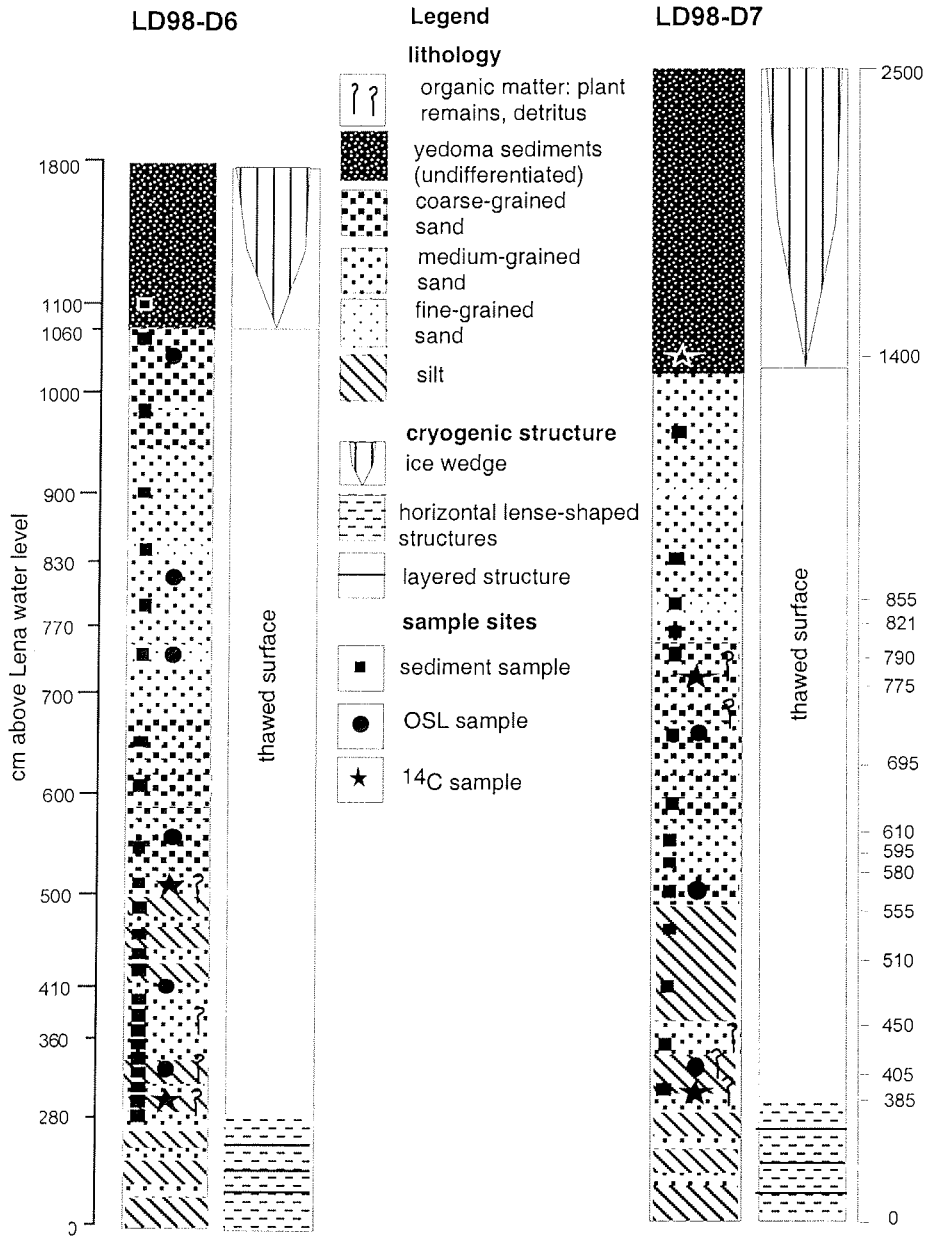 LD98-D6
Legend
LD98-D7
lithology
organic matter: plant
remains, detritus
yedoma sediments
(undifferentiated)
coarse-grained
sand
medium-grained
sand
fine-grained
sand
silt
cryogenic structure
ice wedge
horizontal lense-shaped
structures
layered structure
sample sites
sediment sample
OSL sample
14C sample
cm above Lena water level
1800
1100
1060
1000
900
830
770
700
600
500
410
360
280
0
thawed surface
thawed surface
2500
1400
855
821
790
775
695
610
595
580
555
510
450
405
385
0